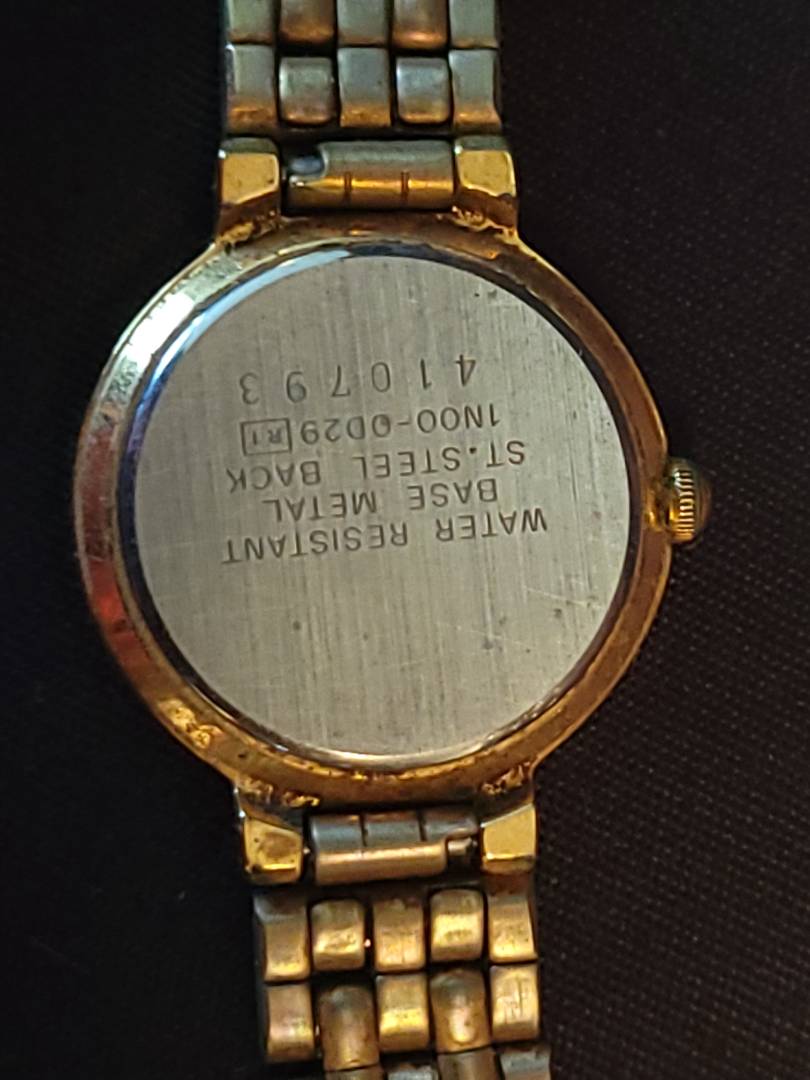 WATER RESISTANT
BASE METAL
ST.STEEL BACK
1N00-0D29 R1
410793